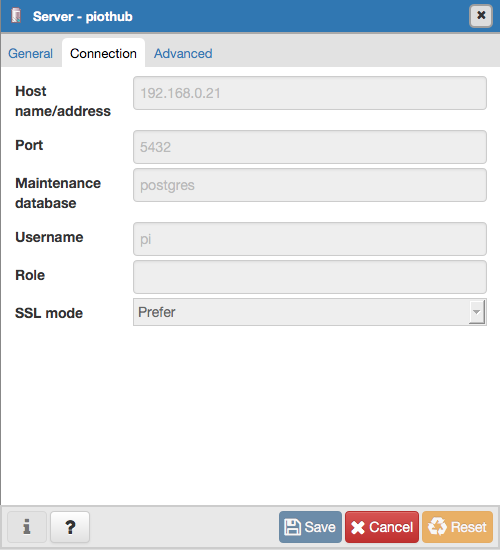 Server - piothub
General Connection Advanced
Host name/address 192.168.0.21
Port 5432
Maintenance database postgres
Username pi
Role
SSL mode Prefer
i ? Save Cancel Reset